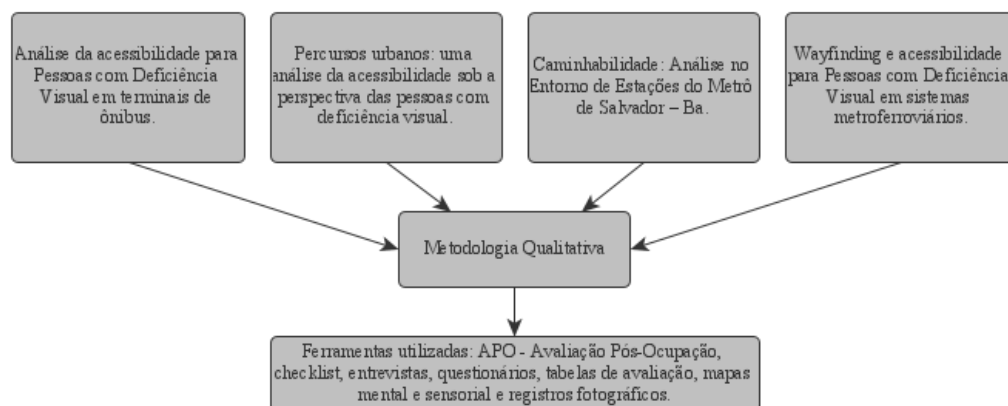 Análise da acessibilidade para
Pessoas com Deficiência
Visual em terminais de
ônibus.
Percursos urbanos: uma
análise da acessibilidade sob a
perspectiva das pessoas com
deficiência visual.
Caminhabilidade: Análise no
Entorno de Estações do Metrô
de Salvador – Ba.
Wayfinding e acessibilidade
para Pessoas com Deficiência
Visual em sistemas
metroferroviários.
Metodologia Qualitativa
Ferramentas utilizadas: APO - Avaliação Pós-Ocupação,
checklist, entrevistas, questionários, tabelas de avaliação, mapas
mental e sensorial e registros fotográficos.